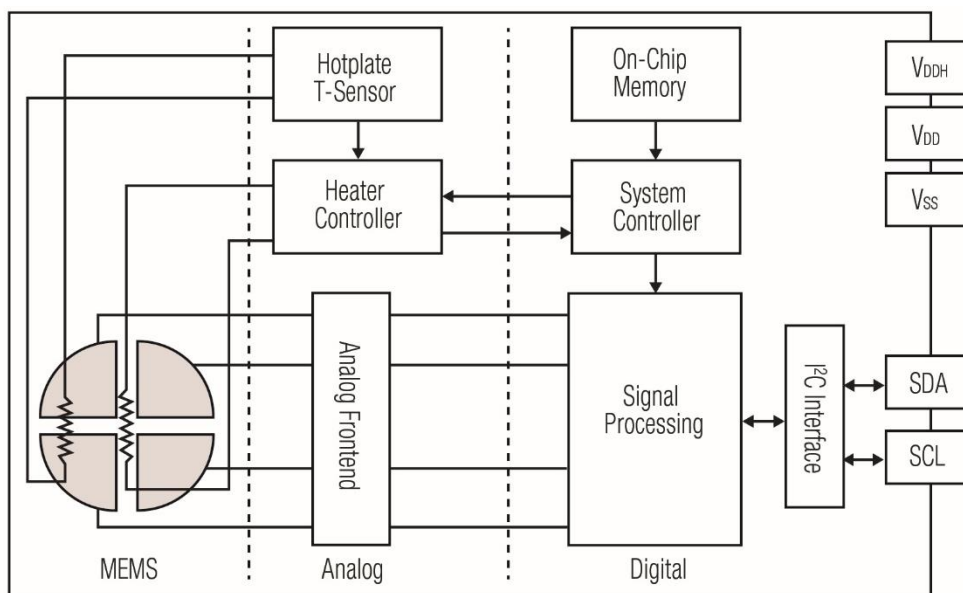 Hotplate
T-Sensor
On-Chip
Memory
VDDH
VDD
VSS
Heater
Controller
System
Controller
Analog Frontend
Signal
Processing
I²C Interface
SDA
SCL
MEMS
Analog
Digital